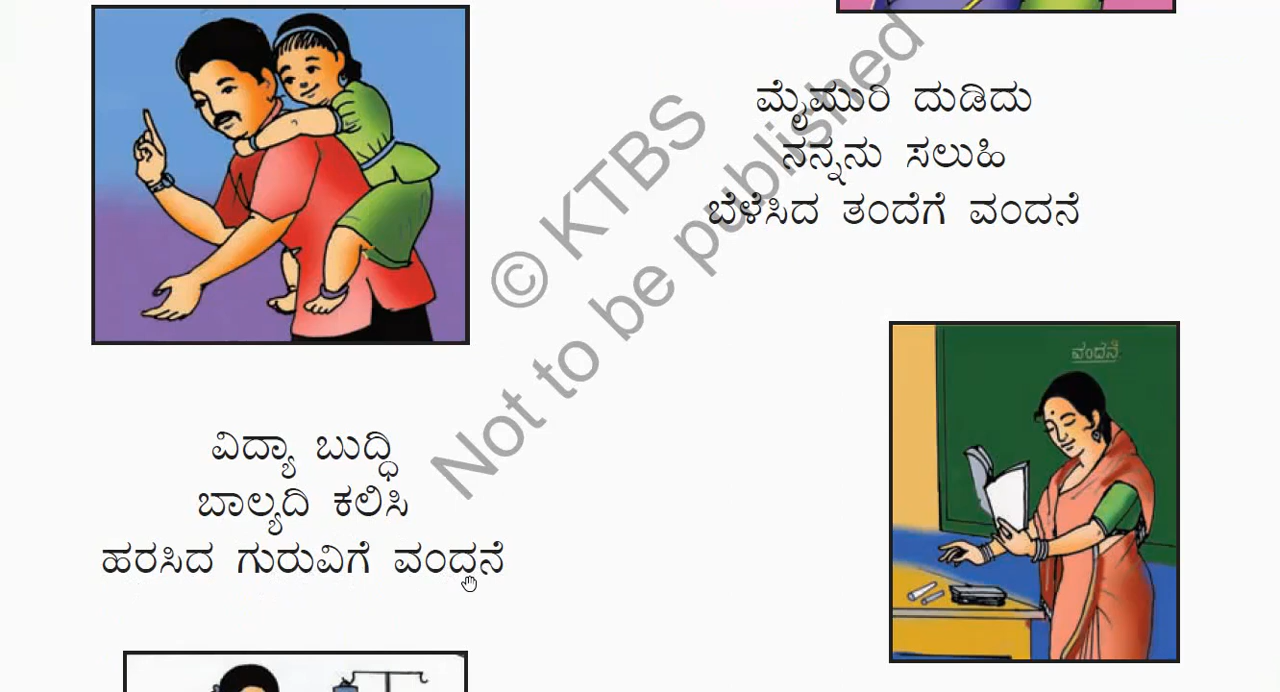 ಮೈಮುರಿ ದುಡಿದು
ನನ್ನನು ಸಲುಹಿ
ಬೆಳೆಸಿದ ತಂದೆಗೆ ವಂದನೆ
© KTBS
Not to be published
ವಂದನೆ
ವಿದ್ಯಾ ಬುದ್ಧಿ
ಬಾಲ್ಯದಿ ಕಲಿಸಿ
ಹರಸಿದ ಗುರುವಿಗೆ ವಂದನೆ